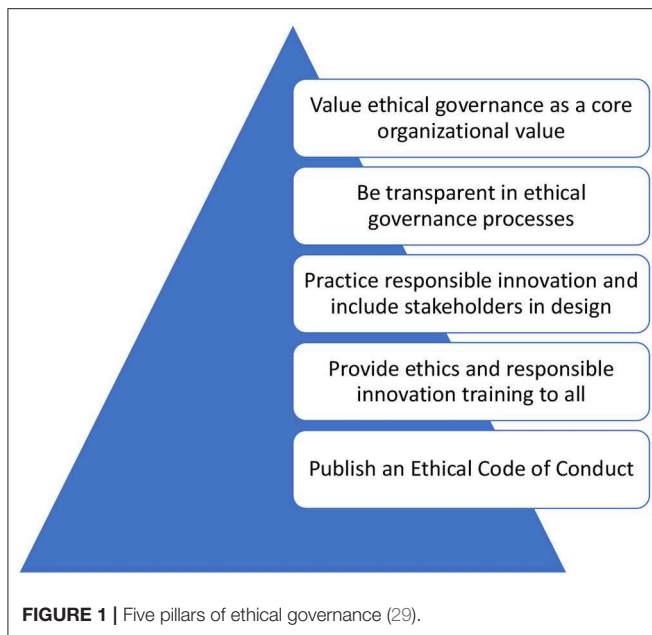 Value ethical governance as a core
organizational value
Be transparent in ethical
governance processes
Practice responsible innovation and
include stakeholders in design
Provide ethics and responsible
innovation training to all
Publish an Ethical Code of Conduct
FIGURE 1 | Five pillars of ethical governance (29).